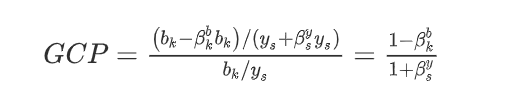 $GCP = \frac{(b_k - \beta_k^b b_k)/(y_s + \beta_s^y y_s)}{b_k/y_s} = \frac{1 - \beta_k^b}{1 + \beta_s^y}$